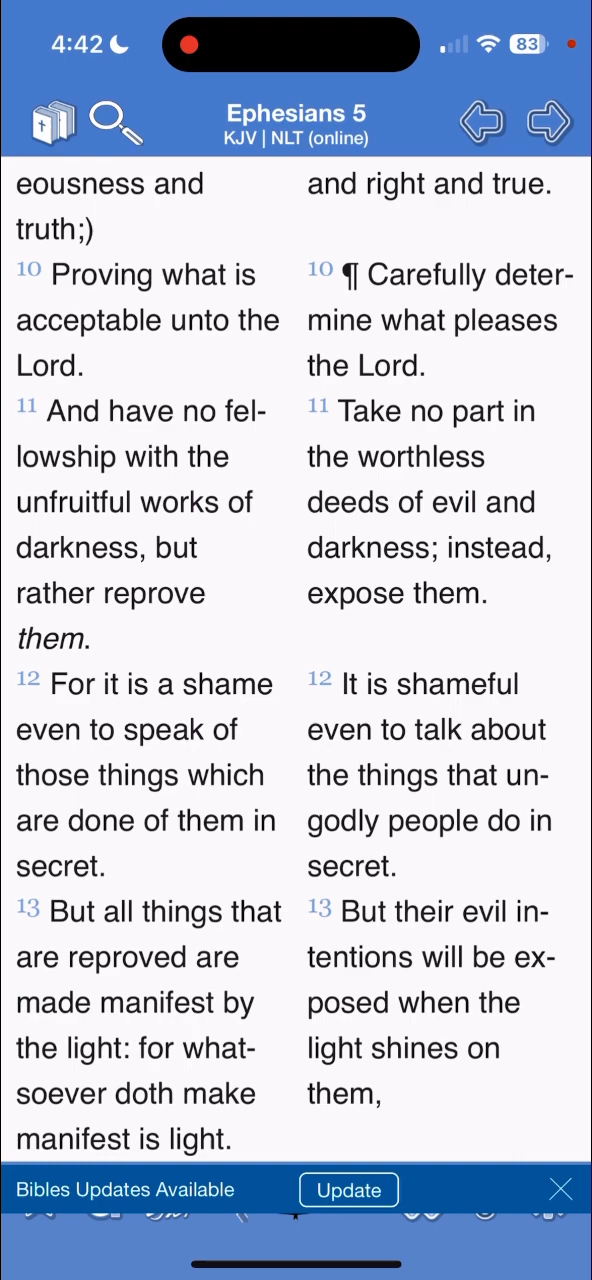 4:42
83
Ephesians 5
KJV | NLT (online)
eousness and
truth;)
10 Proving what is
acceptable unto the
Lord.
11 And have no fel-
lowship with the
unfruitful works of
darkness, but
rather reprove
them.
12 For it is a shame
even to speak of
those things which
are done of them in
secret.
13 But all things that
are reproved are
made manifest by
the light: for what-
soever doth make
manifest is light.
and right and true.
10 ¶ Carefully deter-
mine what pleases
the Lord.
11 Take no part in
the worthless
deeds of evil and
darkness; instead,
expose them.
12 It is shameful
even to talk about
the things that un-
godly people do in
secret.
13 But their evil in-
tentions will be ex-
posed when the
light shines on
them,
Bibles Updates Available
Update